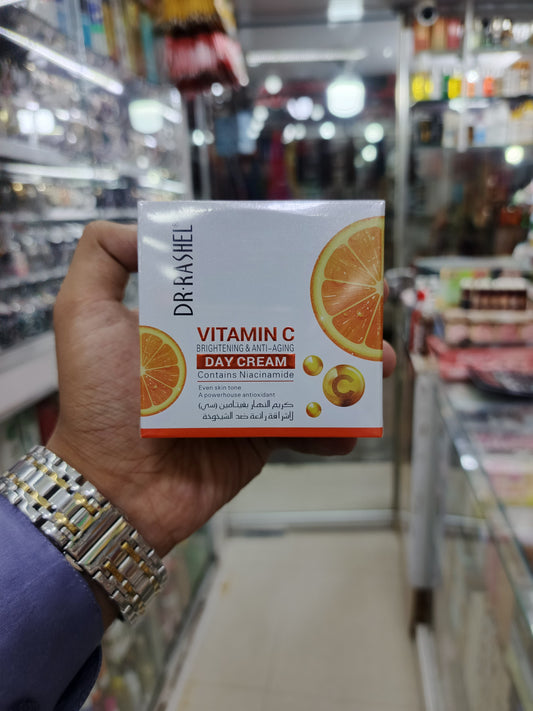 DR·RASHEL
VITAMIN C
BRIGHTENING & ANTI-AGING
DAY CREAM
Contains Niacinamide
Even skin tone
A powerhouse antioxidant
كريم النهار بفيتامين (سي)
لإشراقة رائعة ضد الشيخوخة
C